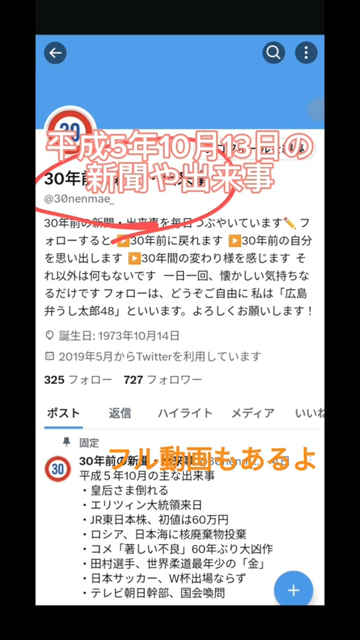 30
平成5年10月13日の
新聞や出来事
30年前
@30nenmae_
30年前の新聞・出来事を毎日つぶやいています✏️ フ
ォローすると ▶️30年前に戻れます ▶️30年前の自分
を思い出します ▶️30年間の変わり様を感じます そ
れ以外は何もないです 一日一回、懐かしい気持ちな
るだけです フォローは、どうぞご自由に 私は「広島
弁うし太郎48」といいます。よろしくお願いします！
誕生日: 1973年10月14日
2019年5月からTwitterを利用しています
325 フォロー 727 フォロワー
ポスト 返信 ハイライト メディア いいね
固定
30
30年前の新聞・
フル動画もあるよ
平成５年10月の主な出来事
・皇后さま倒れる
・エリツィン大統領来日
・JR東日本株、初値は60万円
・ロシア、日本海に核廃棄物投棄
・コメ「著しい不良」60年ぶり大凶作
・田村選手、世界柔道最年少の「金」
・日本サッカー、W杯出場ならず
・テレビ朝日幹部、国会喚問